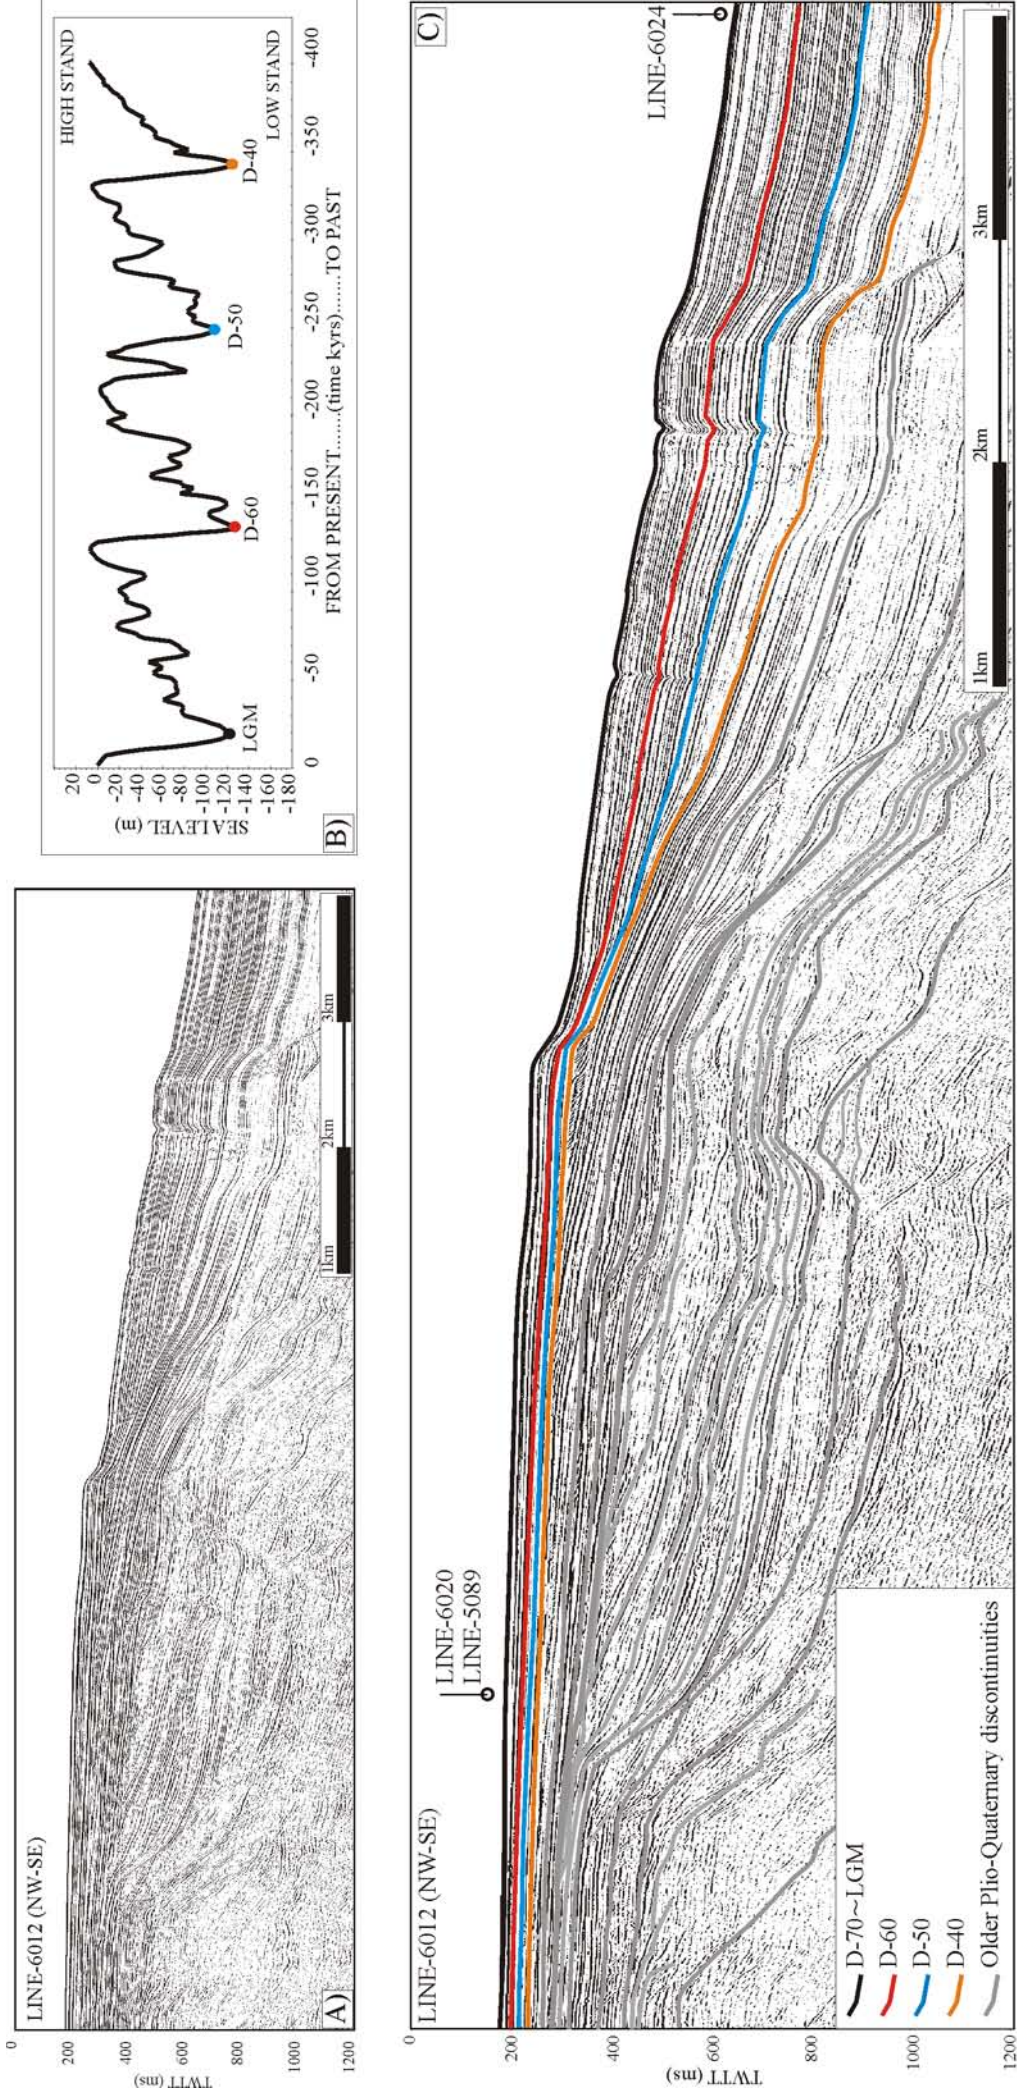 LINE-6012 (NW-SE)
A)
0
200
400
600
800
1000
1200
TWTT (ms)
1km
2km
3km
B)
HIGH STAND
LOW STAND
20
0
-20
-40
-60
-80
-100
-120
-140
-160
-180
SEA LEVEL (m)
LGM
D-60
D-50
D-40
0
-50
-100
-150
-200
-250
-300
-350
-400
FROM PRESENT.......(time kyrs)........TO PAST
C)
LINE-6012 (NW-SE)
LINE-6020
LINE-5089
LINE-6024
0
200
400
600
800
1000
1200
TWTT (ms)
D-70~LGM
D-60
D-50
D-40
Older Plio-Quaternary discontinuties
1km
2km
3km